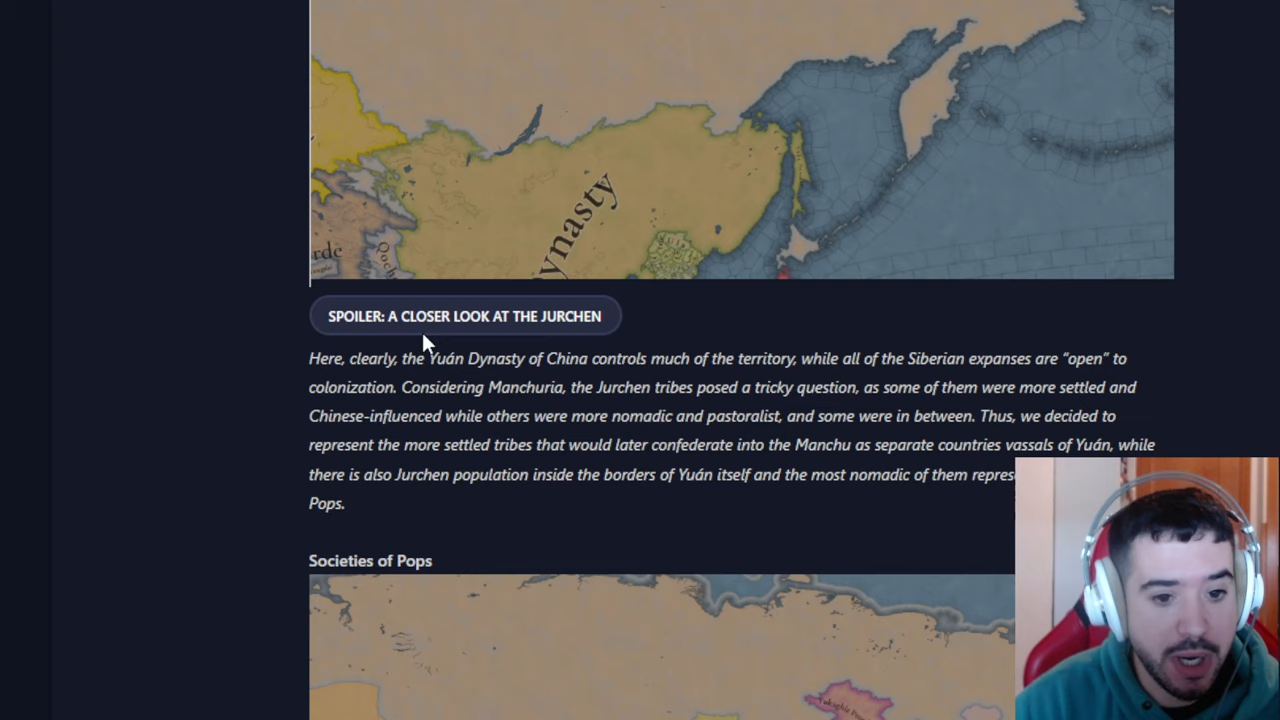 ynasty
rde
Qoch
SPOILER: A CLOSER LOOK AT THE JURCHEN
Here, clearly, the Yuán Dynasty of China controls much of the territory, while all of the Siberian expanses are “open” to
colonization. Considering Manchuria, the Jurchen tribes posed a tricky question, as some of them were more settled and
Chinese-influenced while others were more nomadic and pastoralist, and some were in between. Thus, we decided to
represent the more settled tribes that would later confederate into the Manchu as separate countries vassals of Yuán, while
there is also Jurchen population inside the borders of Yuán itself and the most nomadic of them repres
Pops.
Societies of Pops